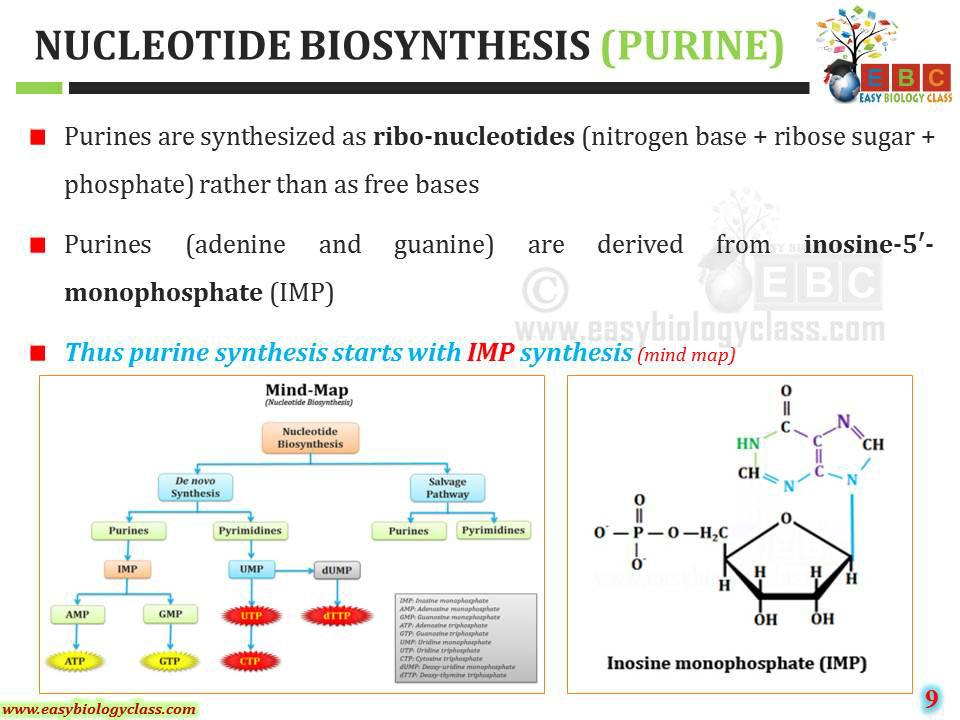 NUCLEOTIDE BIOSYNTHESIS (PURINE)
E B C
EASY BIOLOGY CLASS
Purines are synthesized as ribo-nucleotides (nitrogen base + ribose sugar +
phosphate) rather than as free bases
Purines (adenine and guanine) are derived from inosine-5′-
monophosphate (IMP)
EBC
©
www.easybiologyclass.com
Thus purine synthesis starts with IMP synthesis (mind map)
Mind-Map
(Nucleotide Biosynthesis)
Nucleotide
Biosynthesis
De novo
Synthesis
Salvage
Pathway
Purines
Pyrimidines
Purines
Pyrimidines
IMP
UMP
dUMP
AMP
GMP
UTP
dTTP
ATP
GTP
CTP
IMP: Inosine monophosphate
AMP: Adenosine monophosphate
GMP: Guanosine monophosphate
ATP: Adenosine triphosphate
GTP: Guanosine triphosphate
UMP: Uridine monophosphate
UTP: Uridine triphosphate
CTP: Cytosine triphosphate
dUMP: Deoxy-uridine monophosphate
dTTP: Deoxy-thymine triphosphate
O
C
N
HN
C
CH
CH
C
N
N
O
O⁻ P O H₂C
O
O⁻
H
H
H
H
OH
OH
Inosine monophosphate (IMP)
www.easybiologyclass.com
9